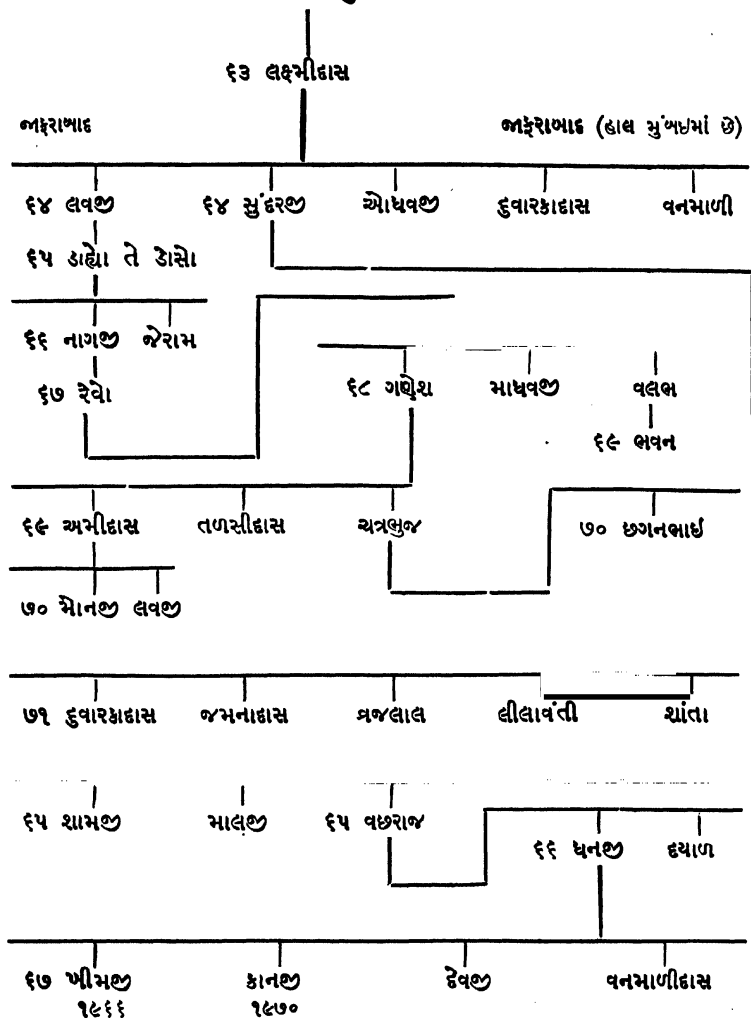 ૬૩ લક્ષ્મીદાસ
જાફરાબાદ જાફરાબાદ (હાલ મુંબઇમાં છે)
૬૪ લવજી ૬૪ સુંદરજી ઓધવજી દુવારકાદાસ વનમાળી
૬૫ ડાહ્યો તે ડોસો
૬૬ નાગજી જેરામ
૬૭ રેવો ૬૮ ગણેશ માધવજી વલભ
૬૯ ભવન
૬૯ અમીદાસ તળસીદાસ ચત્રભુજ ૭૦ છગનભાઈ
૭૦ મોનજી લવજી
૭૧ દુવારકાદાસ જમનાદાસ વ્રજલાલ લીલાવંતી શાંતા
૬૫ શામજી માલજી ૬૫ વછરાજ
૬૬ ધનજી દયાળ
૬૭ ખીમજી કાનજી દેવજી વનમાળીદાસ
૧૯૬૬ ૧૯૭૦